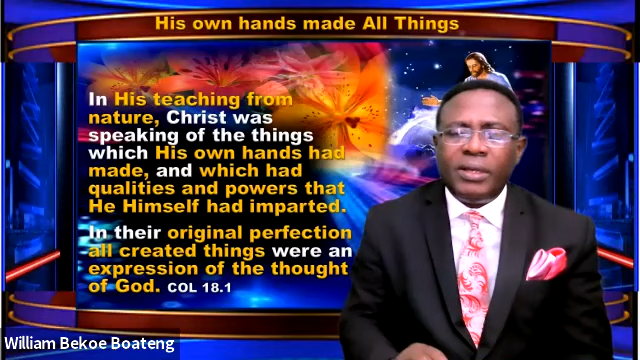 His own hands made All Things
In His teaching from
nature, Christ was
speaking of the things
which His own hands had
made, and which had
qualities and powers that
He Himself had imparted.
In their original perfection
all created things were an
expression of the thought
of God. COL 18.1
William Bekoe Boateng